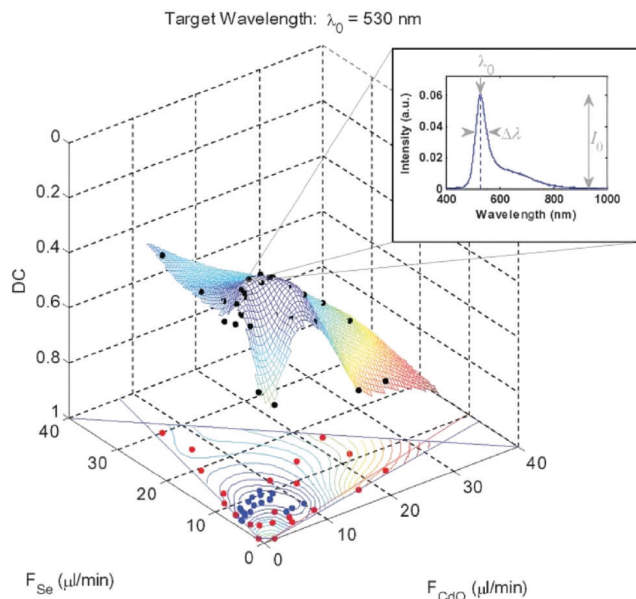 Target Wavelength: λ0 = 530 nm
λ0
0.06
0.04
0.02
0
Intensity (a.u.)
Δλ
I0
400 600 800 1000
Wavelength (nm)
0
0.2
0.4
0.6
0.8
1
DC
40
30
20
10
0
0
10
20
30
40
FSe (μl/min)
FCdO (μl/min)